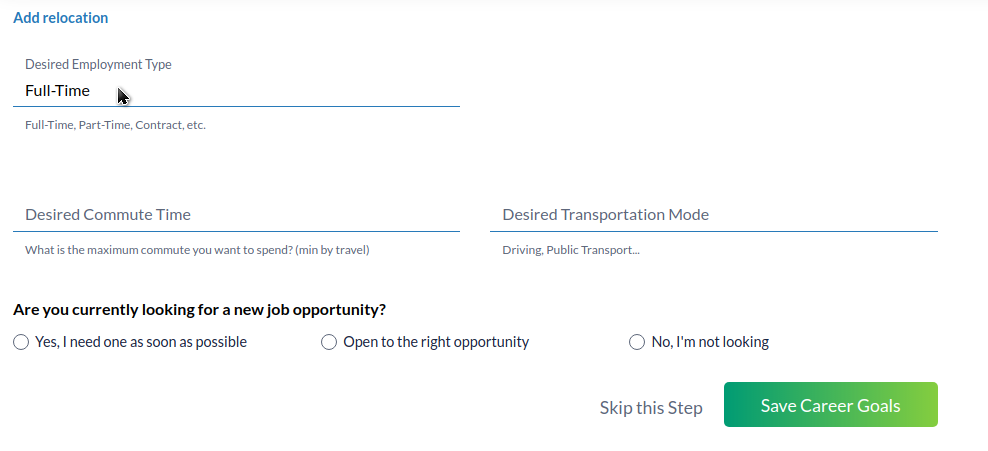 Add relocation
Desired Employment Type
Full-Time
Full-Time, Part-Time, Contract, etc.
Desired Commute Time
Desired Transportation Mode
What is the maximum commute you want to spend? (min by travel)
Driving, Public Transport...
Are you currently looking for a new job opportunity?
Yes, I need one as soon as possible
Open to the right opportunity
No, I'm not looking
Skip this Step
Save Career Goals